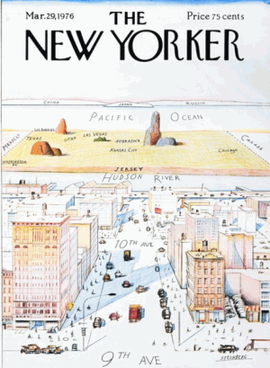 Mar. 29, 1976
THE
Price 75 cents
NEW YORKER
CHINA
JAPAN
RUSSIA
PACIFIC OCEAN
Los Angeles
MEXICO
TEXAS
UTAH
LAS VEGAS
NEBRASKA
CANADA
KANSAS CITY
Chicago
WASHINGTON D.C.
JERSEY
HUDSON RIVER
10TH AVE
STEINBERG
9TH AVE